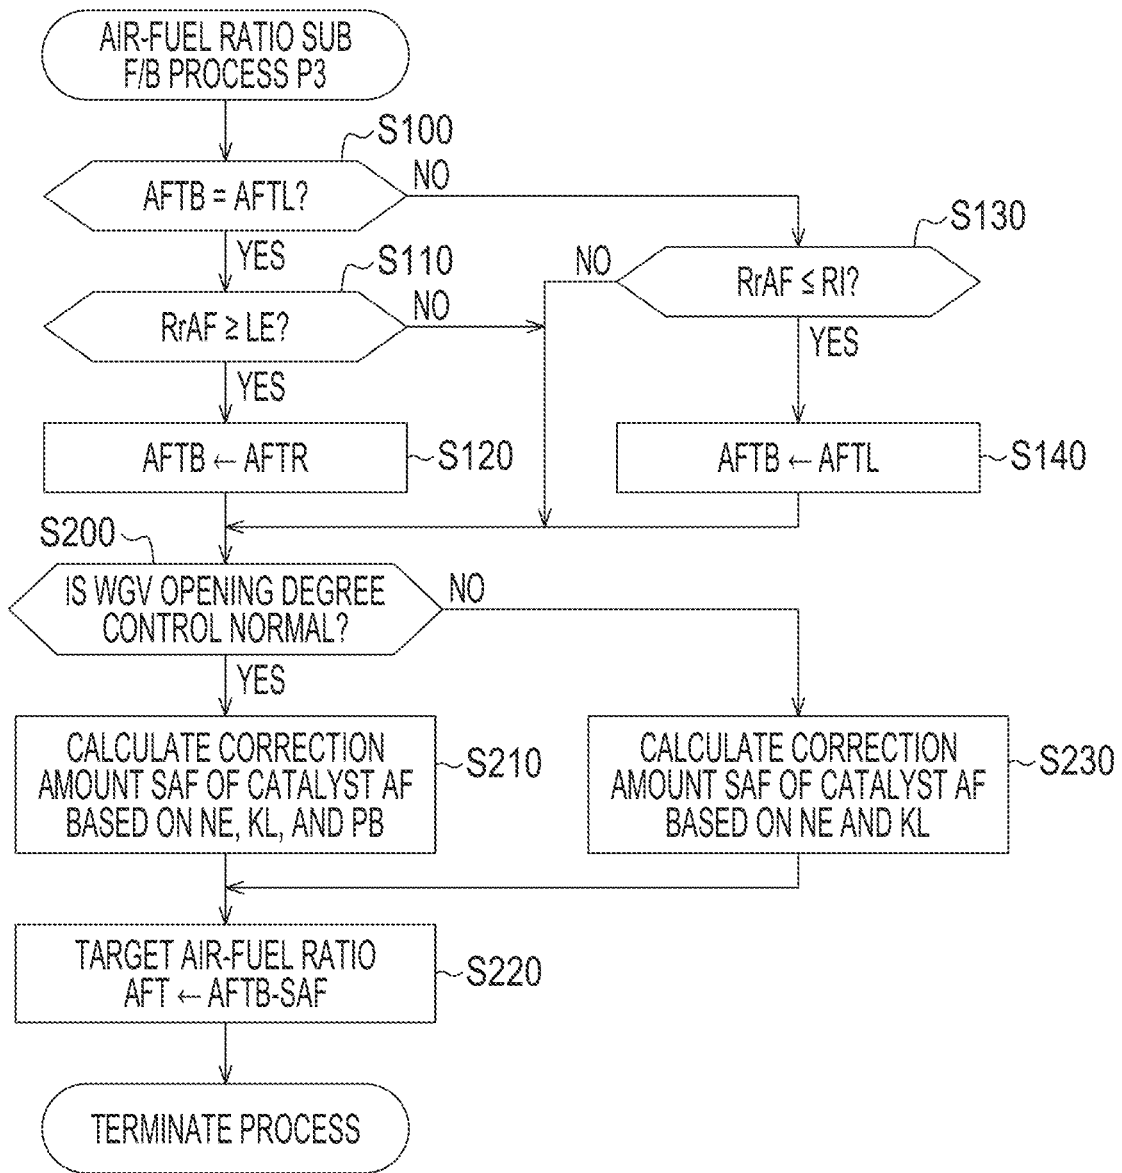 AIR-FUEL RATIO SUB
F/B PROCESS P3
S100
AFTB = AFTL?
NO
YES
S130
RrAF ≤ RI?
NO
YES
S110
RrAF ≥ LE?
NO
YES
AFTB ← AFTR
S120
AFTB ← AFTL
S140
S200
IS WGV OPENING DEGREE
CONTROL NORMAL?
NO
YES
CALCULATE CORRECTION
AMOUNT SAF OF CATALYST AF
BASED ON NE, KL, AND PB
S210
CALCULATE CORRECTION
AMOUNT SAF OF CATALYST AF
BASED ON NE AND KL
S230
TARGET AIR-FUEL RATIO
AFT ← AFTB-SAF
S220
TERMINATE PROCESS